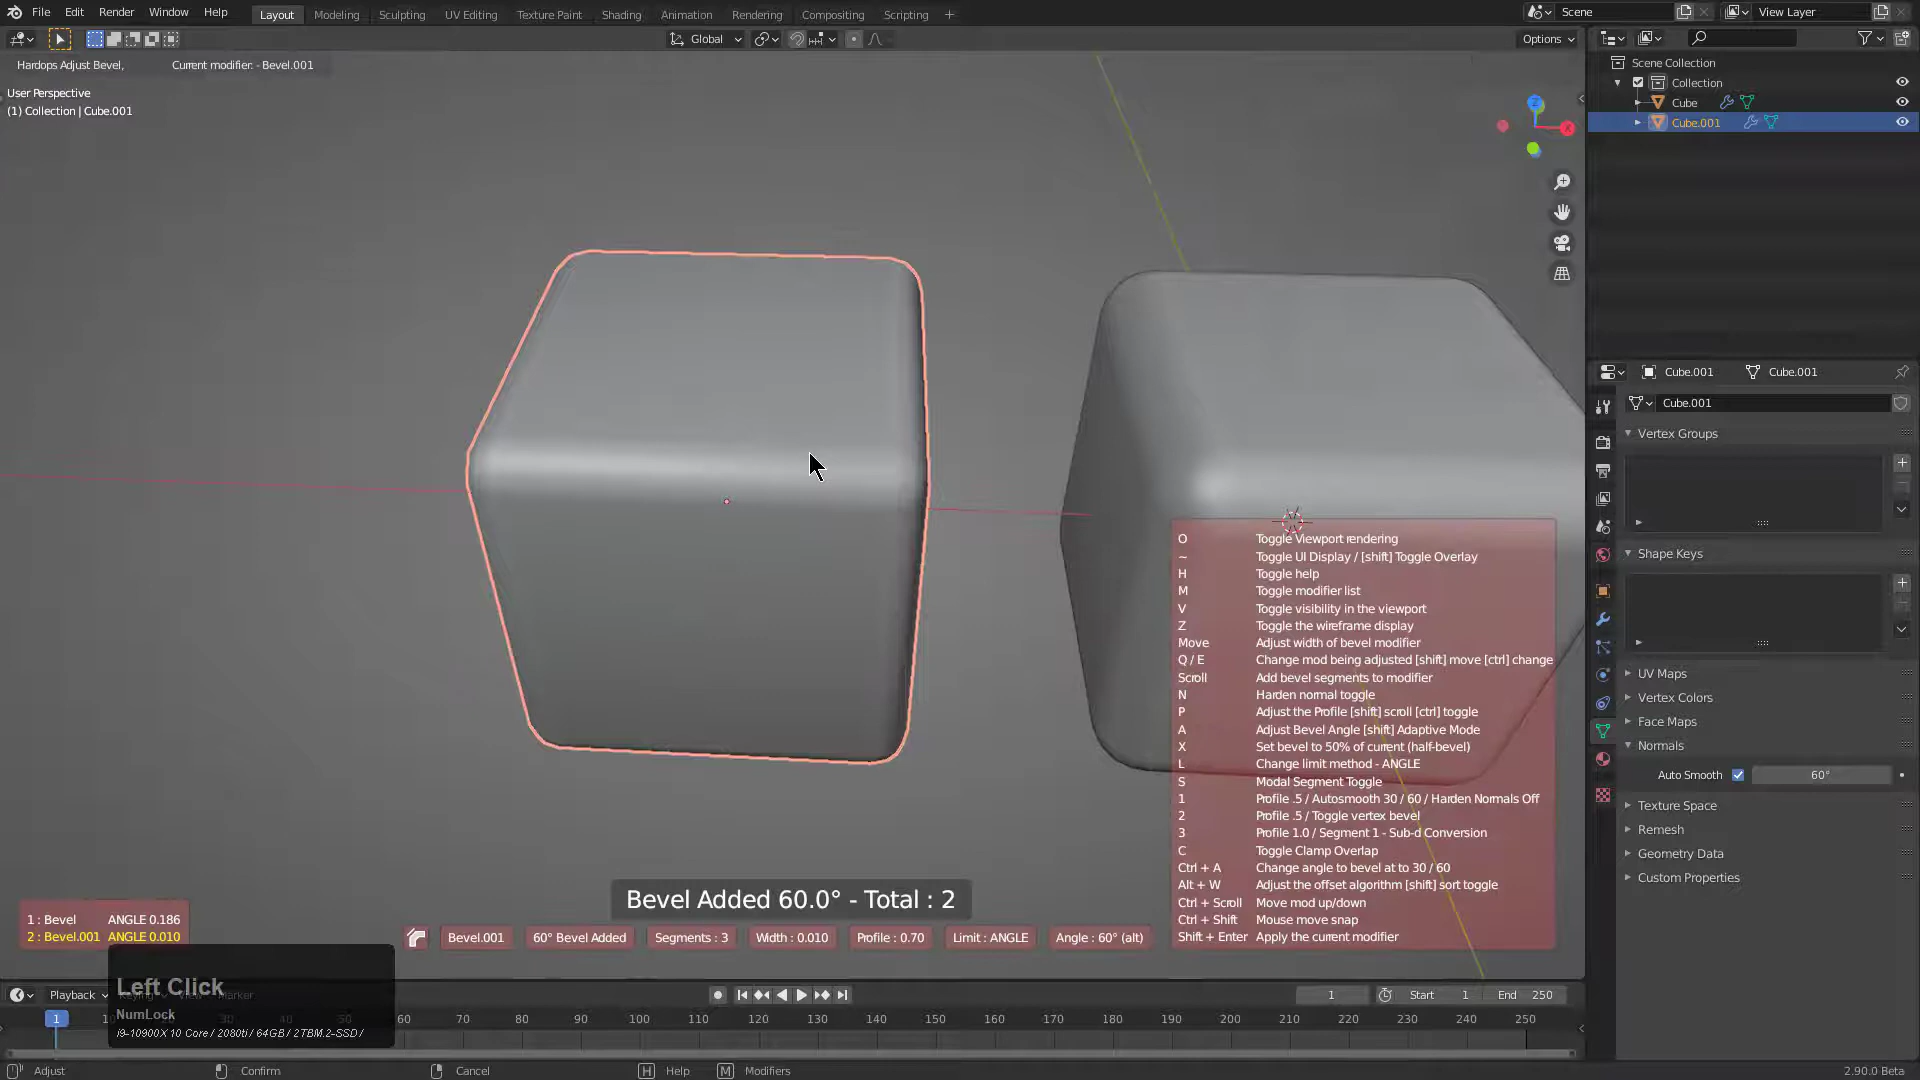 File Edit Render Window Help Layout Modeling Sculpting UV Editing Texture Paint Shading Animation Rendering Compositing Scripting + Scene View Layer
Global Options
Hardops Adjust Bevel, Current modifier: - Bevel.001
User Perspective
(1) Collection | Cube.001
Scene Collection
Collection
Cube
Cube.001
Z
X
Cube.001 Cube.001
Cube.001
Vertex Groups
Shape Keys
UV Maps
Vertex Colors
Face Maps
Normals
Auto Smooth 60°
Texture Space
Remesh
Geometry Data
Custom Properties
O Toggle Viewport rendering
~ Toggle UI Display / [shift] Toggle Overlay
H Toggle help
M Toggle modifier list
V Toggle visibility in the viewport
Z Toggle the wireframe display
Move Adjust width of bevel modifier
Q / E Change mod being adjusted [shift] move [ctrl] change
Scroll Add bevel segments to modifier
N Harden normal toggle
P Adjust the Profile [shift] scroll [ctrl] toggle
A Adjust Bevel Angle [shift] Adaptive Mode
X Set bevel to 50% of current (half-bevel)
L Change limit method - ANGLE
S Modal Segment Toggle
1 Profile .5 / Autosmooth 30 / 60 / Harden Normals Off
2 Profile .5 / Toggle vertex bevel
3 Profile 1.0 / Segment 1 - Sub-d Conversion
C Toggle Clamp Overlap
Ctrl + A Change angle to bevel at to 30 / 60
Alt + W Adjust the offset algorithm [shift] sort toggle
Ctrl + Scroll Move mod up/down
Ctrl + Shift Mouse move snap
Shift + Enter Apply the current modifier
Bevel Added 60.0° - Total : 2
1 : Bevel ANGLE 0.186
2 : Bevel.001 ANGLE 0.010
Bevel.001 60° Bevel Added Segments : 3 Width : 0.010 Profile : 0.70 Limit : ANGLE Angle : 60° (alt)
Left Click
NumLock
i9-10900X 10 Core / 2080ti / 64GB / 2TBM.2-SSD /
Playback Keying View Marker 1 Start 1 End 250
1 10 30 40 50 60 70 80 90 100 110 120 130 140 150 160 170 180 190 200 210 220 230 240 250
Adjust Confirm Cancel H Help M Modifiers 2.90.0 Beta